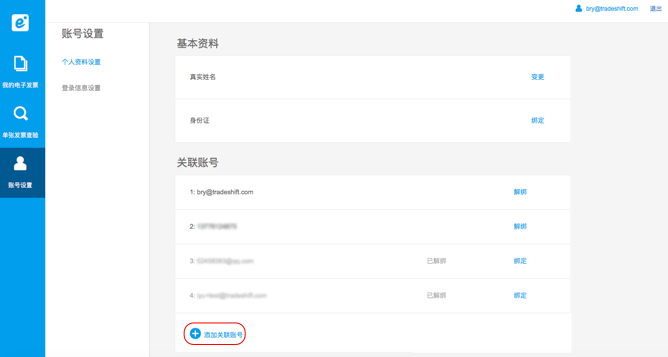 bry@tradeshift.com 退出
账号设置
个人资料设置
登录信息设置
我的电子发票
单张发票查验
账号设置
基本资料
真实姓名 变更
身份证 绑定
关联账号
1: bry@tradeshift.com 解绑
2: 解绑
3: 已解绑 绑定
4: 已解绑 绑定
添加关联账号